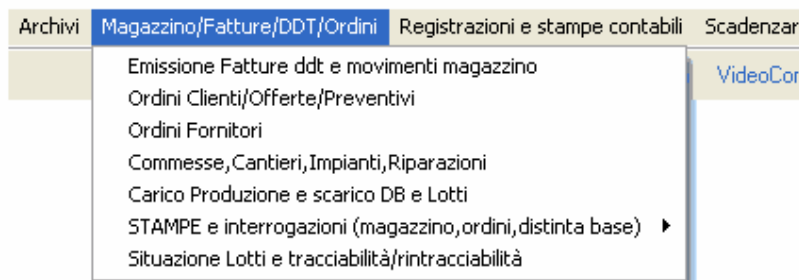 Archivi Magazzino/Fatture/DDT/Ordini Registrazioni e stampe contabili Scadenzar
Emissione Fatture ddt e movimenti magazzino
VideoCor
Ordini Clienti/Offerte/Preventivi
Ordini Fornitori
Commesse,Cantieri,Impianti,Riparazioni
Carico Produzione e scarico DB e Lotti
STAMPE e interrogazioni (magazzino,ordini,distinta base)
Situazione Lotti e tracciabilità/rintracciabilità